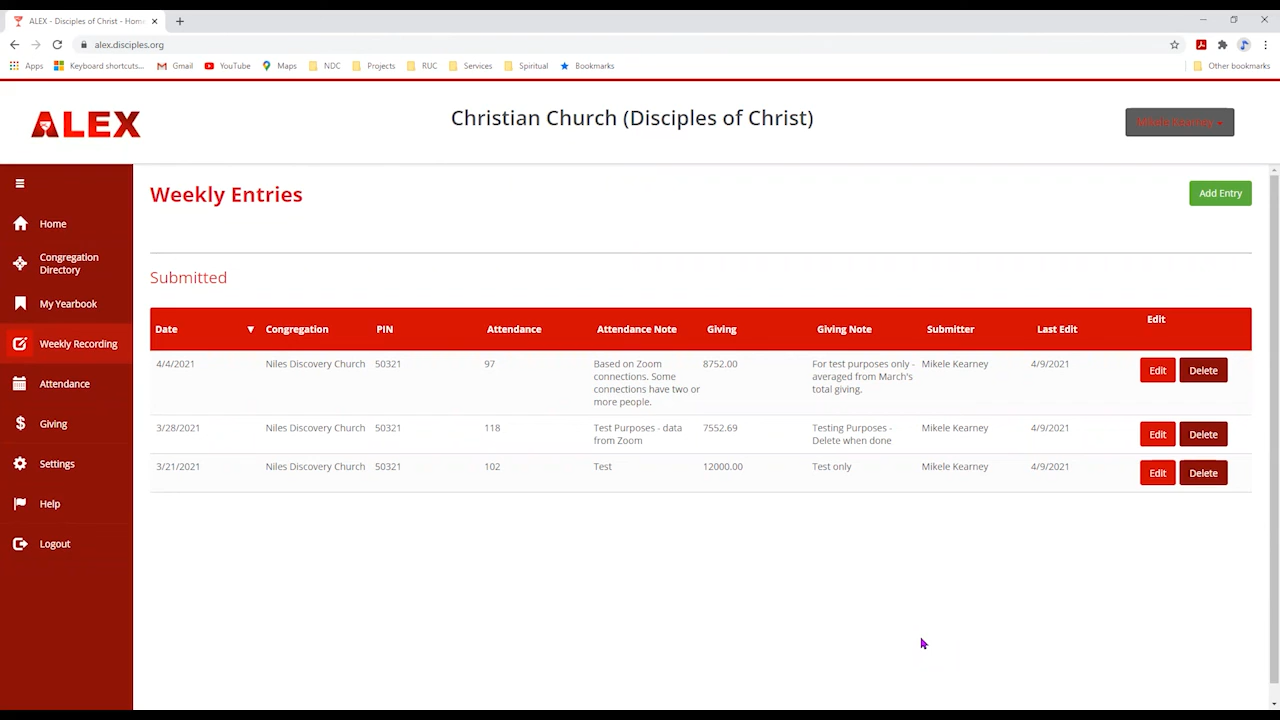 ALEX - Disciples of Christ - Home
alex.disciples.org
Apps
Keyboard shortcuts...
Gmail
YouTube
Maps
NDC
Projects
RUC
Services
Spiritual
Bookmarks
Other bookmarks
ALEX
Christian Church (Disciples of Christ)
Mikele Kearney
Home
Congregation
Directory
My Yearbook
Weekly Recording
Attendance
Giving
Settings
Help
Logout
Weekly Entries
Add Entry
Submitted
Date ▼ Congregation PIN Attendance Attendance Note Giving Giving Note Submitter Last Edit Edit
4/4/2021 Niles Discovery Church 50321 97 Based on Zoom 8752.00 For test purposes only - Mikele Kearney 4/9/2021 Edit Delete
connections. Some averaged from March's
connections have two or total giving.
more people.
3/28/2021 Niles Discovery Church 50321 118 Test Purposes - data 7552.69 Testing Purposes - Mikele Kearney 4/9/2021 Edit Delete
from Zoom Delete when done
3/21/2021 Niles Discovery Church 50321 102 Test 12000.00 Test only Mikele Kearney 4/9/2021 Edit Delete